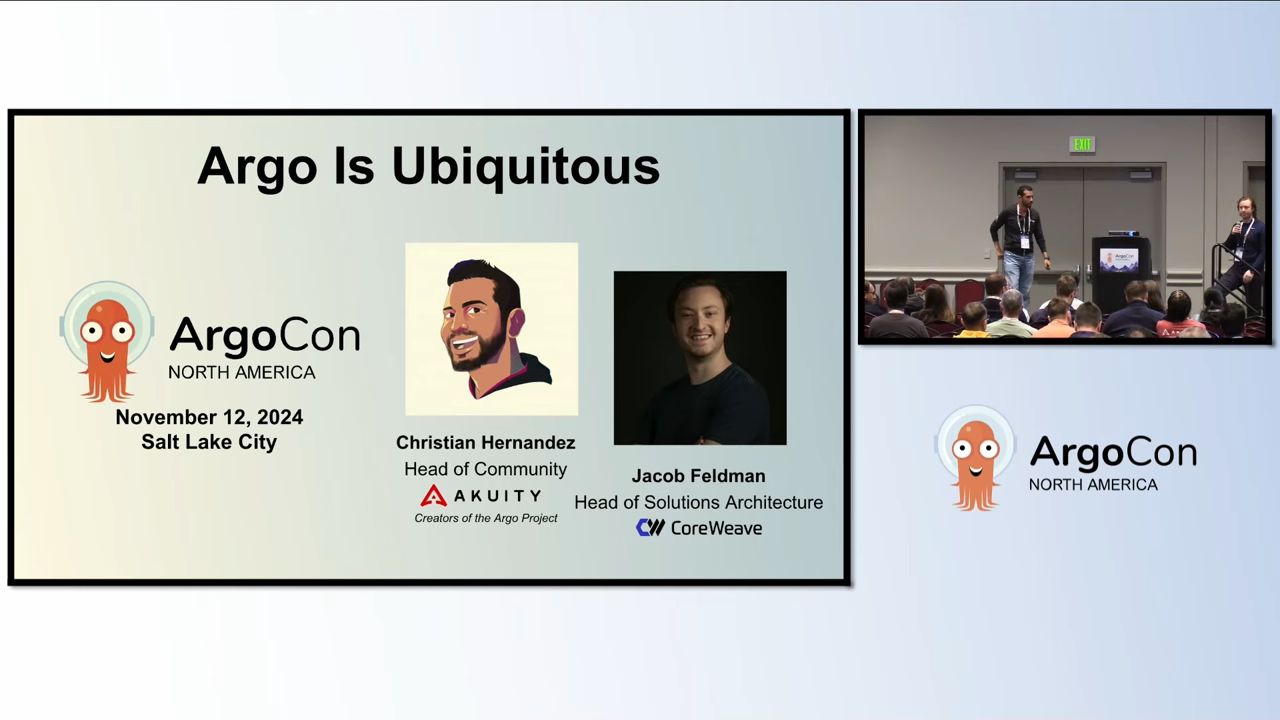 Argo Is Ubiquitous
ArgoCon
NORTH AMERICA
November 12, 2024
Salt Lake City
Christian Hernandez
Head of Community
AKUITY
Creators of the Argo Project
Jacob Feldman
Head of Solutions Architecture
CoreWeave
EXIT
ArgoCon
ArgoCon
NORTH AMERICA